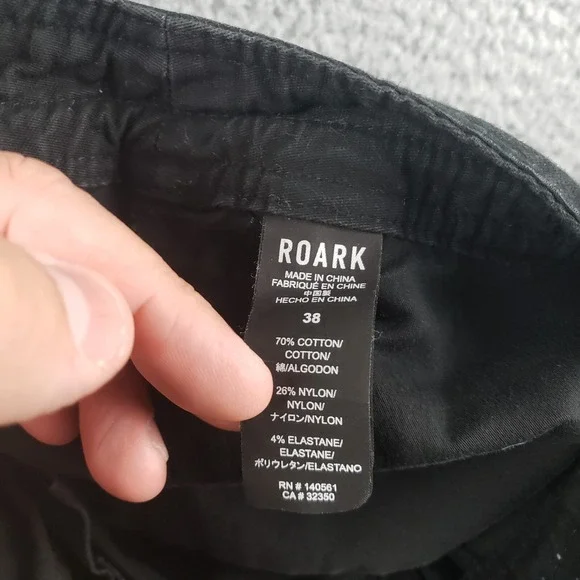 ROARK
MADE IN CHINA
FABRIQUÉ EN CHINE
中国製
HECHO EN CHINA
38
70% COTTON/
COTTON/
綿/ALGODON
26% NYLON/
NYLON/
ナイロン/NYLON
4% ELASTANE/
ELASTANE/
ポリウレタン/ELASTANO
RN # 140561
CA # 32350